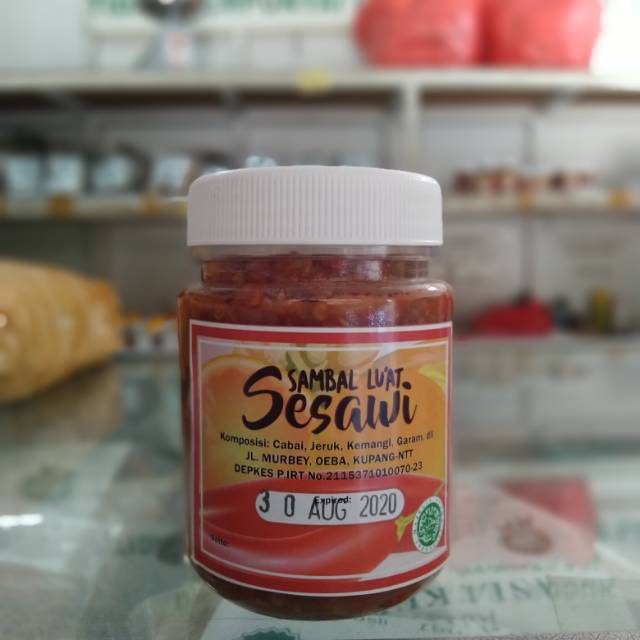 SAMBAL LU'AT
Sesawi
Komposisi: Cabai, Jeruk, Kemangi, Garam, dll
JL. MURBEY, OEBA, KUPANG-NTT
DEPKES P.IRT No.2115371010070-23
Expired:
30 AUG 2020
Netto: